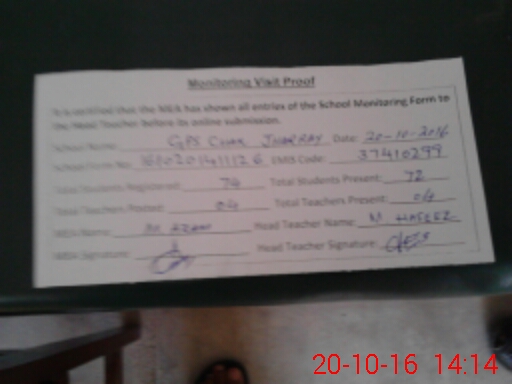 Monitoring Visit Proof
It is certified that the MEA has shown all entries of the School Monitoring Form to
the Head Teacher before its online submission.
School Name: GPS CHAK JHARRAY Date: 20-10-2016
School Form No: EMIS Code: 37410299
Total Students Registered: 74 Total Students Present: 72
Total Teachers Posted: 04 Total Teachers Present: 04
MEA Name: M AZAM Head Teacher Name: M HAFEEZ
MEA Signature: Head Teacher Signature:
20-10-16 14:14